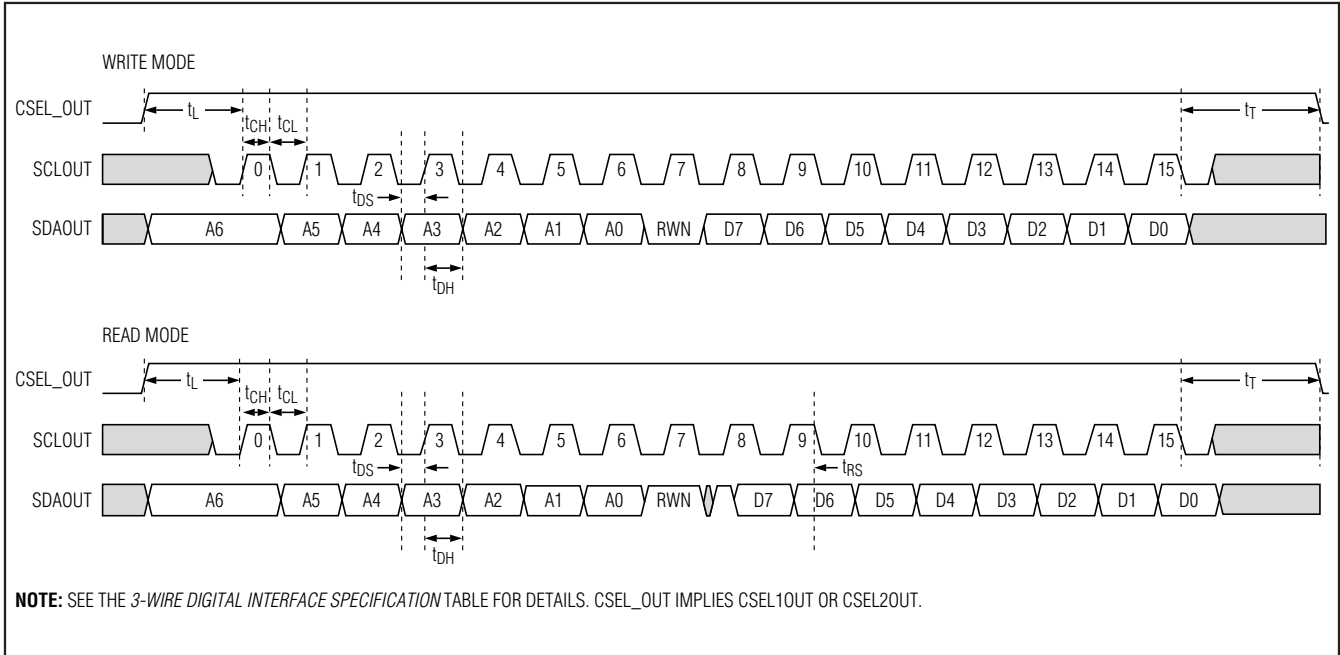 WRITE MODE
CSEL_OUT tL tT
tCH tCL
SCLOUT 0 1 2 3 4 5 6 7 8 9 10 11 12 13 14 15
tDS
SDAOUT A6 A5 A4 A3 A2 A1 A0 RWN D7 D6 D5 D4 D3 D2 D1 D0
tDH
READ MODE
CSEL_OUT tL tT
tCH tCL
SCLOUT 0 1 2 3 4 5 6 7 8 9 10 11 12 13 14 15
tDS tRS
SDAOUT A6 A5 A4 A3 A2 A1 A0 RWN D7 D6 D5 D4 D3 D2 D1 D0
tDH
NOTE: SEE THE 3-WIRE DIGITAL INTERFACE SPECIFICATION TABLE FOR DETAILS. CSEL_OUT IMPLIES CSEL1OUT OR CSEL2OUT.